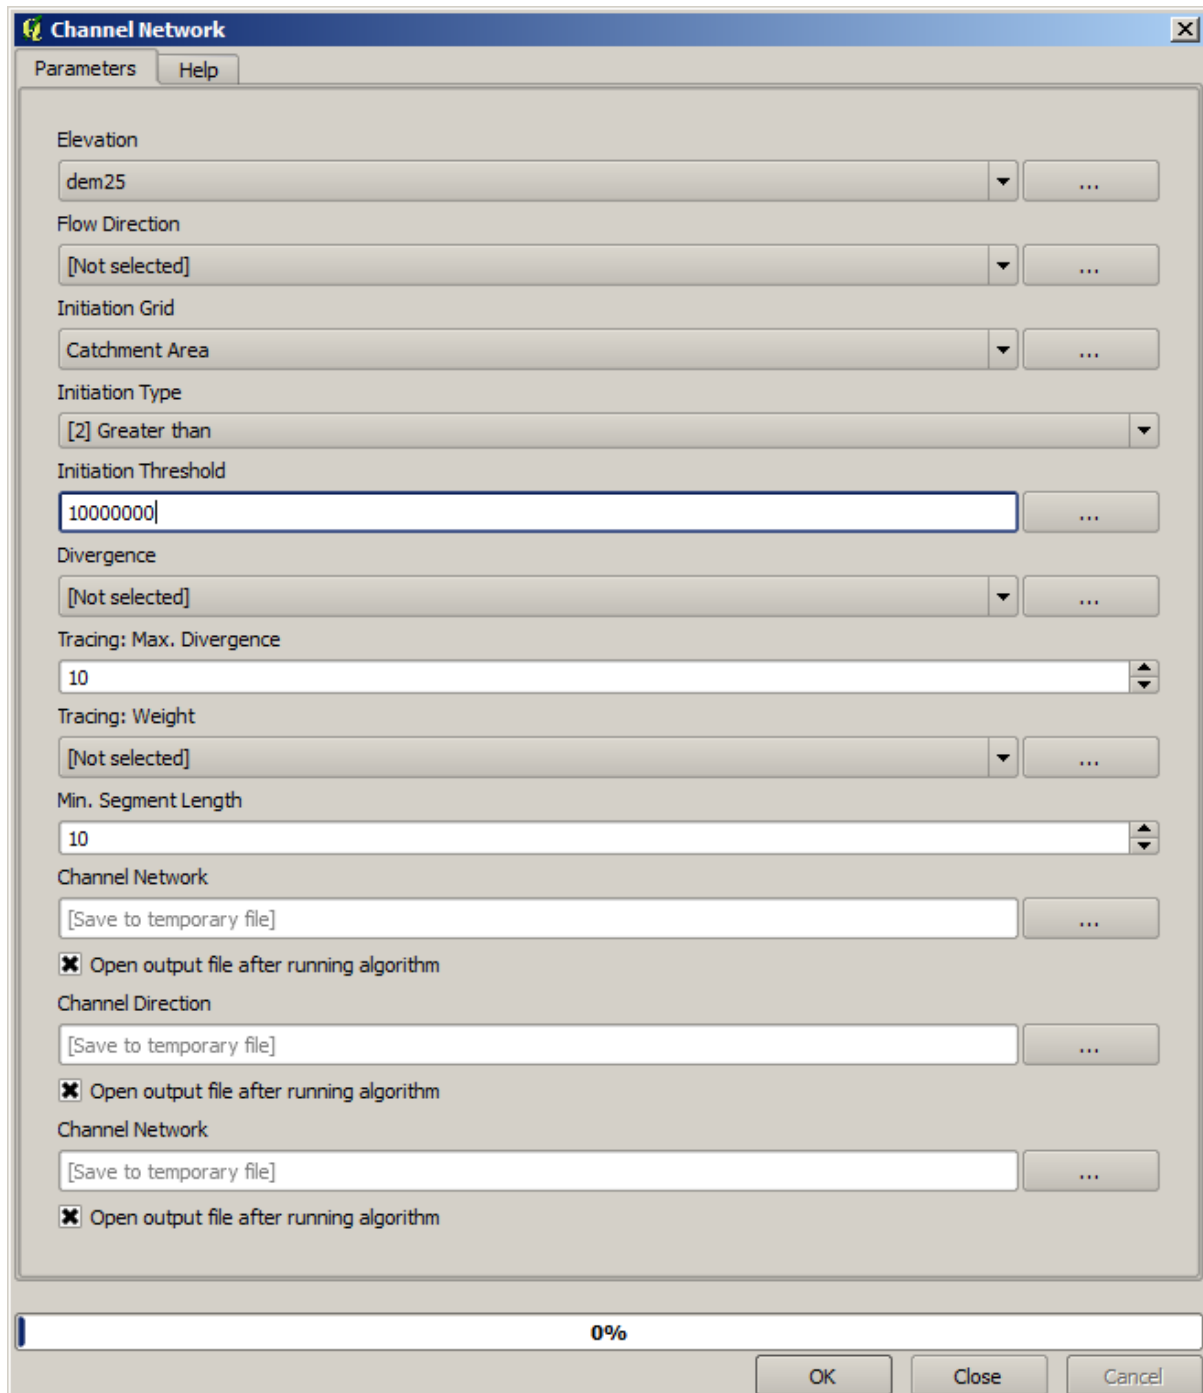 Channel Network
Parameters Help
Elevation
dem25
...
Flow Direction
[Not selected]
...
Initiation Grid
Catchment Area
...
Initiation Type
[2] Greater than
Initiation Threshold
10000000
...
Divergence
[Not selected]
...
Tracing: Max. Divergence
10
Tracing: Weight
[Not selected]
...
Min. Segment Length
10
Channel Network
[Save to temporary file]
...
Open output file after running algorithm
Channel Direction
[Save to temporary file]
...
Open output file after running algorithm
Channel Network
[Save to temporary file]
...
Open output file after running algorithm
0%
OK Close Cancel